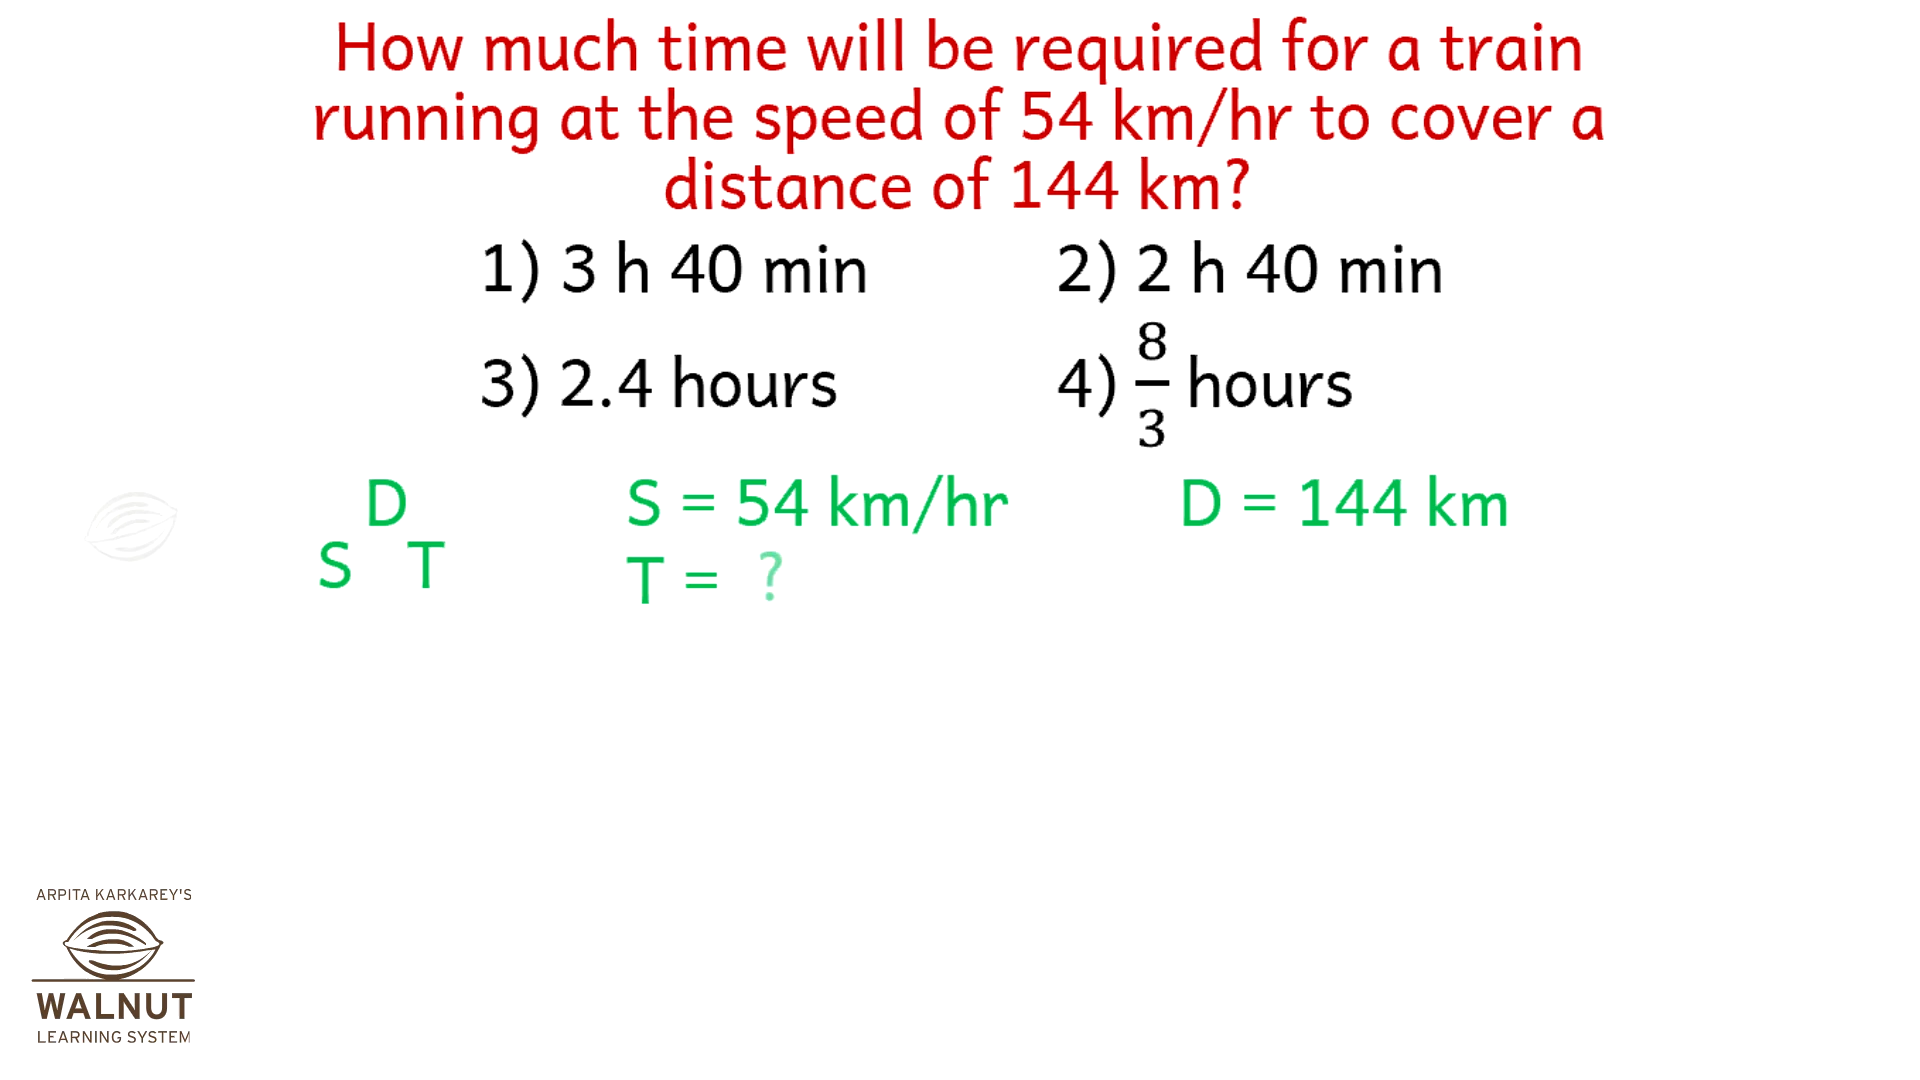 How much time will be required for a train
running at the speed of 54 km/hr to cover a
distance of 144 km?
1) 3 h 40 min 2) 2 h 40 min
3) 2.4 hours 4) 8/3 hours
D S = 54 km/hr D = 144 km
S T T = ?
ARPITA KARKAREY'S
WALNUT
LEARNING SYSTEM